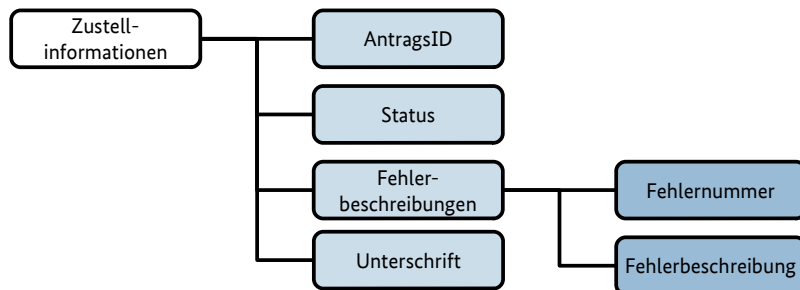 Zustell-
informationen
AntragsID
Status
Fehler-
beschreibungen
Fehlernummer
Fehlerbeschreibung
Unterschrift